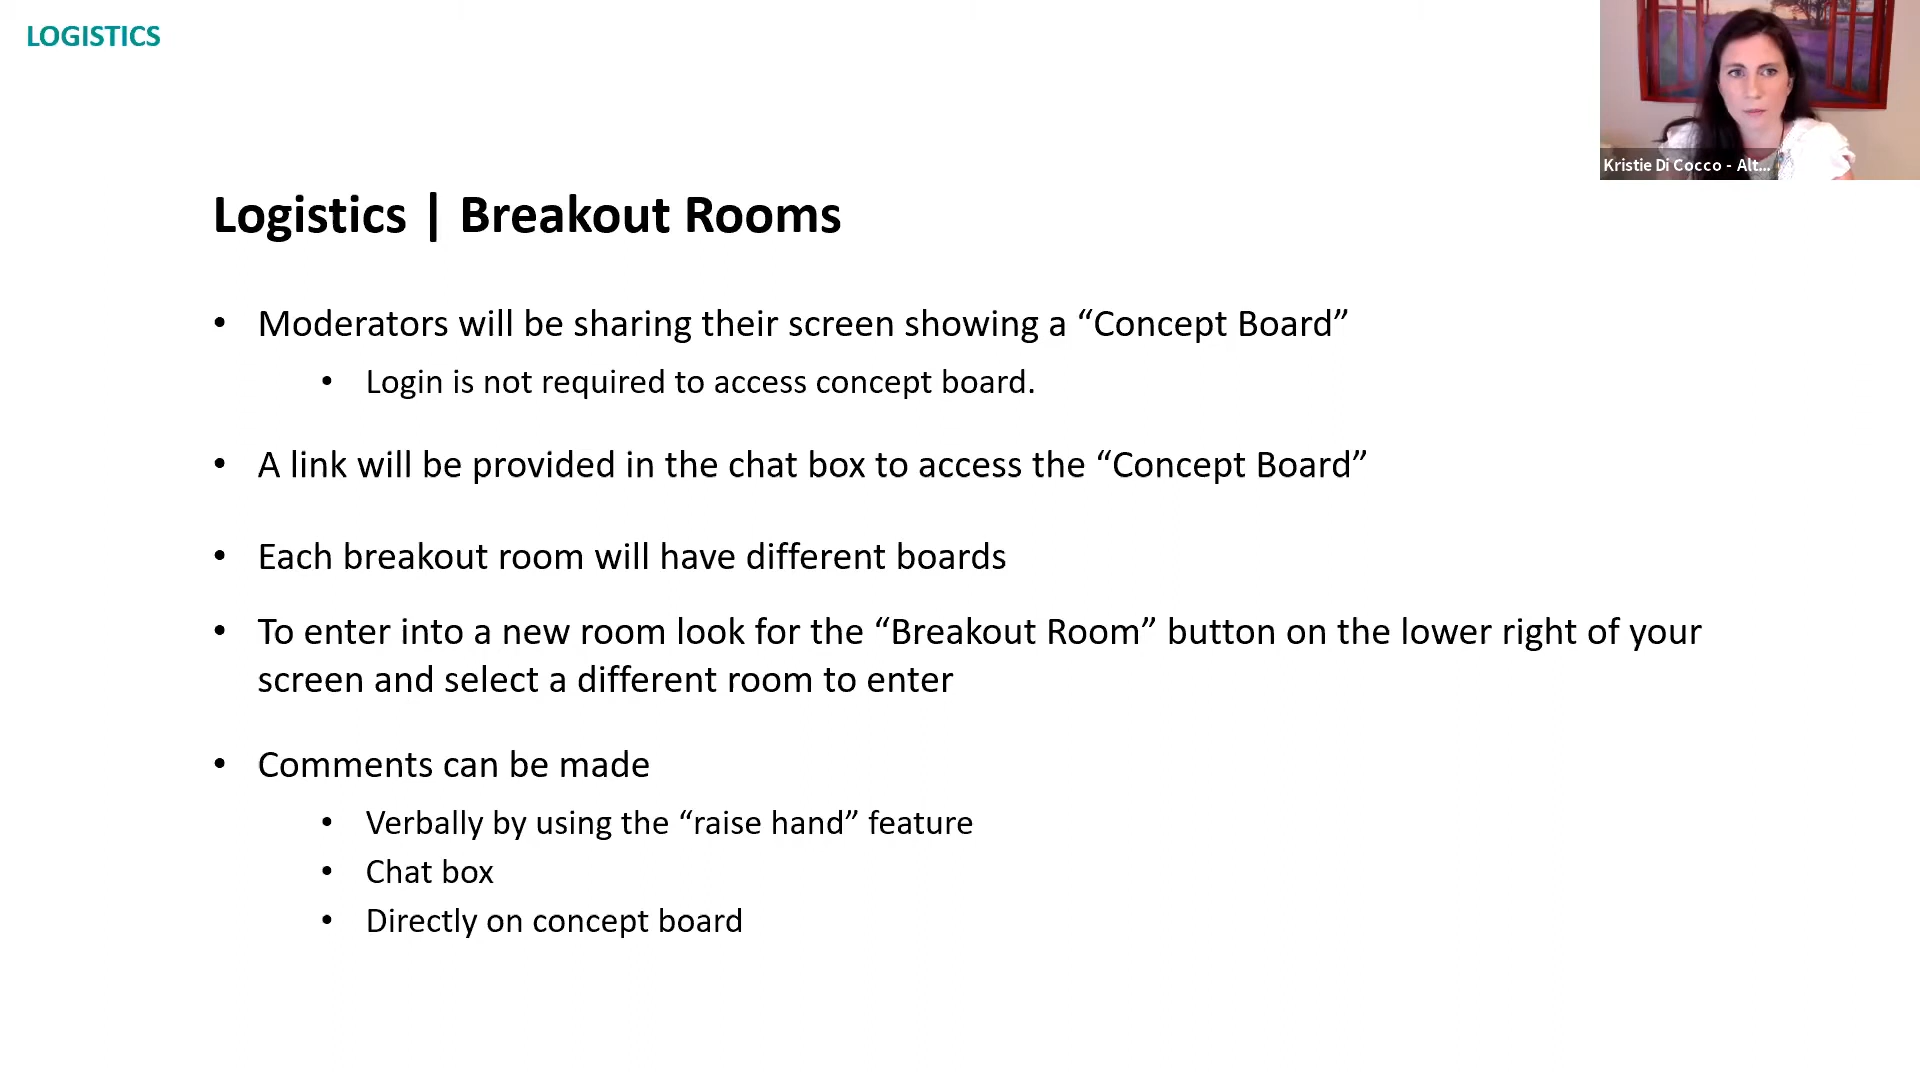 LOGISTICS
Kristie Di Cocco - Alt...
Logistics | Breakout Rooms
• Moderators will be sharing their screen showing a “Concept Board”
• Login is not required to access concept board.
• A link will be provided in the chat box to access the “Concept Board”
• Each breakout room will have different boards
• To enter into a new room look for the “Breakout Room” button on the lower right of your
screen and select a different room to enter
• Comments can be made
• Verbally by using the “raise hand” feature
• Chat box
• Directly on concept board